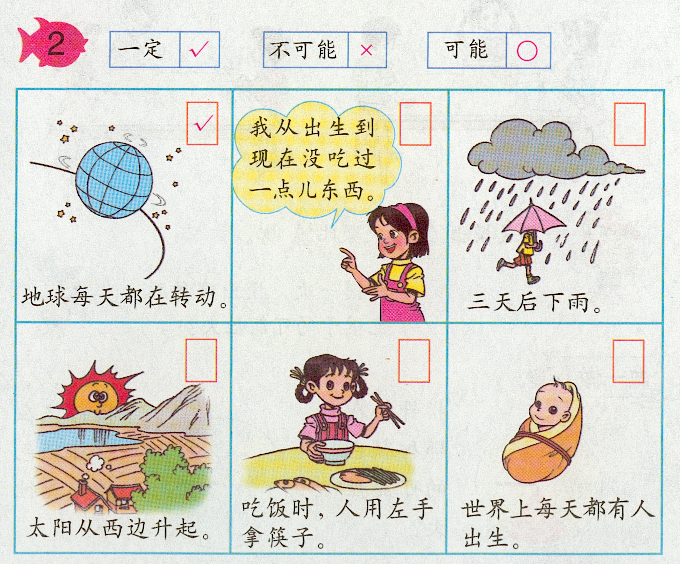 2 一定 ✓ 不可能 × 可能 ○
✓
我从出生到
现在没吃过
一点儿东西。
地球每天都在转动。
三天后下雨。
太阳从西边升起。
吃饭时，人用左手
拿筷子。
世界上每天都有人
出生。